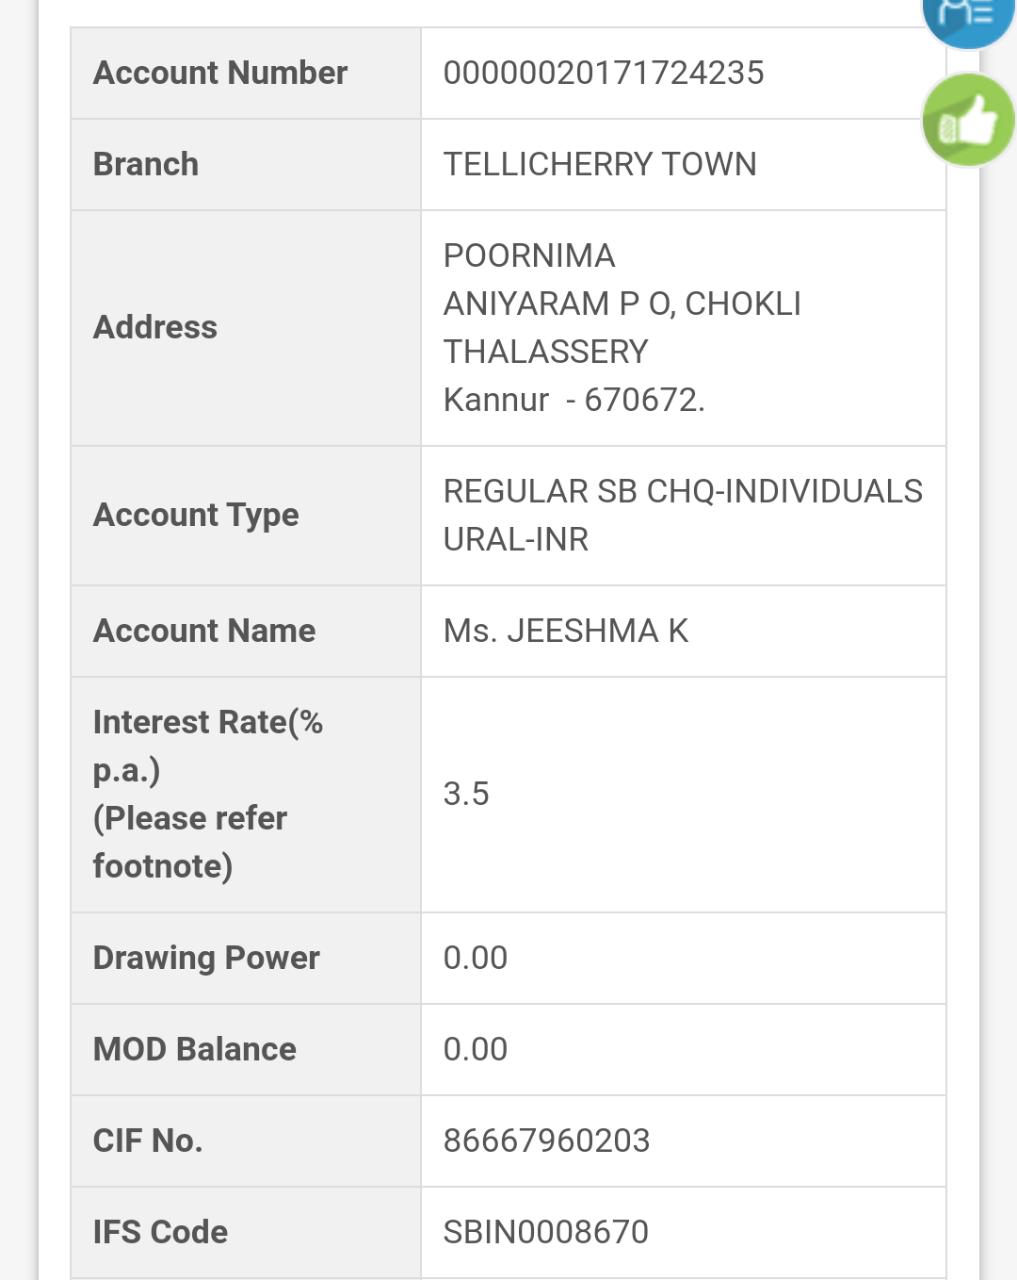 Account Number 00000020171724235
Branch TELLICHERRY TOWN
Address
POORNIMA
ANIYARAM P O, CHOKLI
THALASSERY
Kannur - 670672.
Account Type
REGULAR SB CHQ-INDIVIDUALS
URAL-INR
Account Name Ms. JEESHMA K
Interest Rate(%
p.a.)
(Please refer
footnote)
3.5
Drawing Power 0.00
MOD Balance 0.00
CIF No. 86667960203
IFS Code SBIN0008670